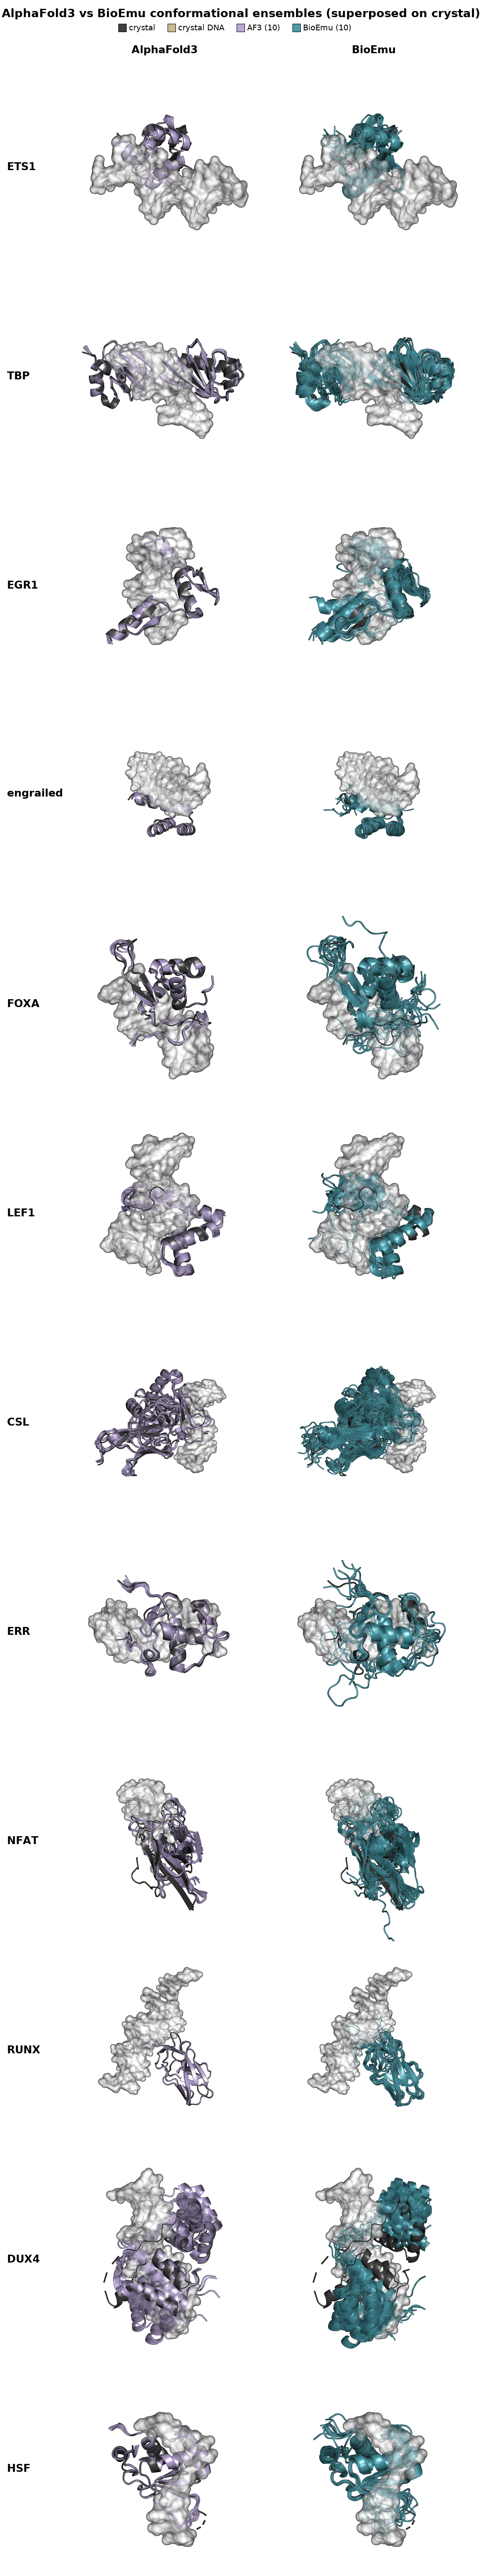 AlphaFold3 vs BioEmu conformational ensembles (superposed on crystal)
crystal crystal DNA AF3 (10) BioEmu (10)
AlphaFold3 BioEmu
ETS1
TBP
EGR1
engrailed
FOXA
LEF1
CSL
ERR
NFAT
RUNX
DUX4
HSF